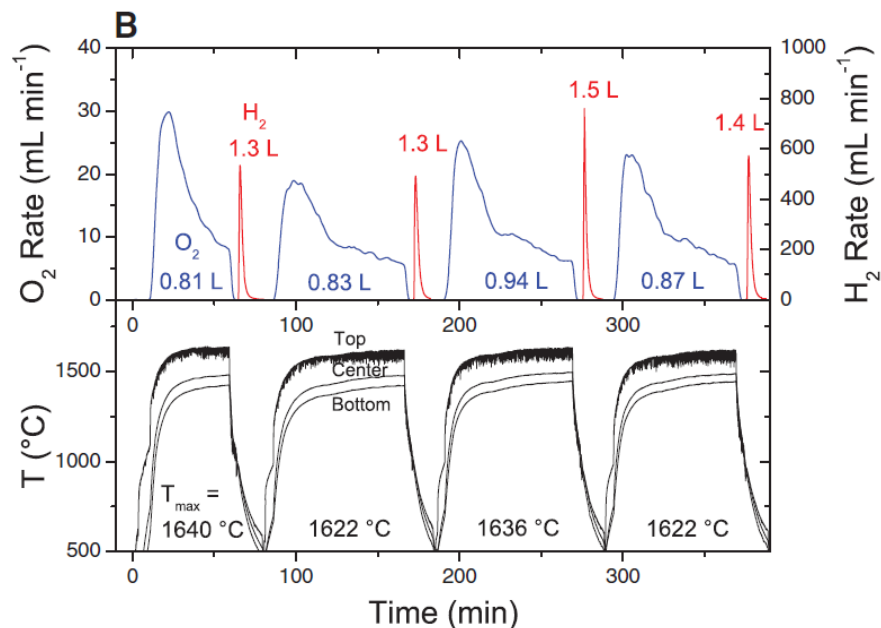 B
40
30
20
10
0
O₂ Rate (mL min⁻¹)
1000
800
600
400
200
0
H₂ Rate (mL min⁻¹)
H₂
1.3 L
1.3 L
1.5 L
1.4 L
O₂
0.81 L
0.83 L
0.94 L
0.87 L
0
100
200
300
1500
1000
500
T (°C)
Top
Center
Bottom
Tmax =
1640 °C
1622 °C
1636 °C
1622 °C
0
100
200
300
Time (min)